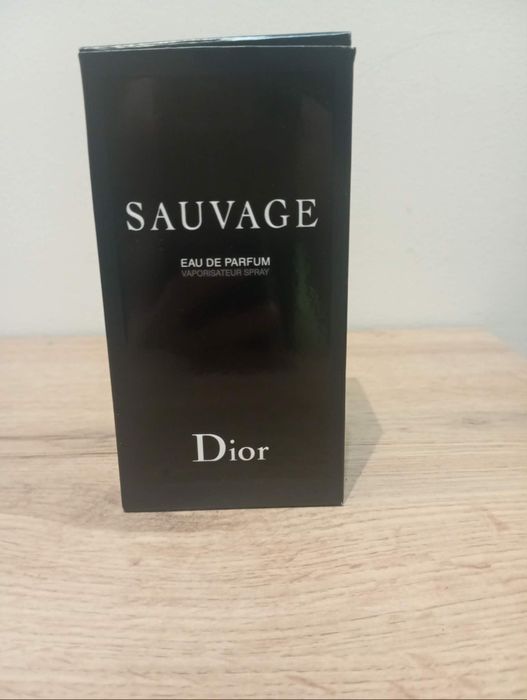 SAUVAGE
EAU DE PARFUM
VAPORISATEUR SPRAY
Dior